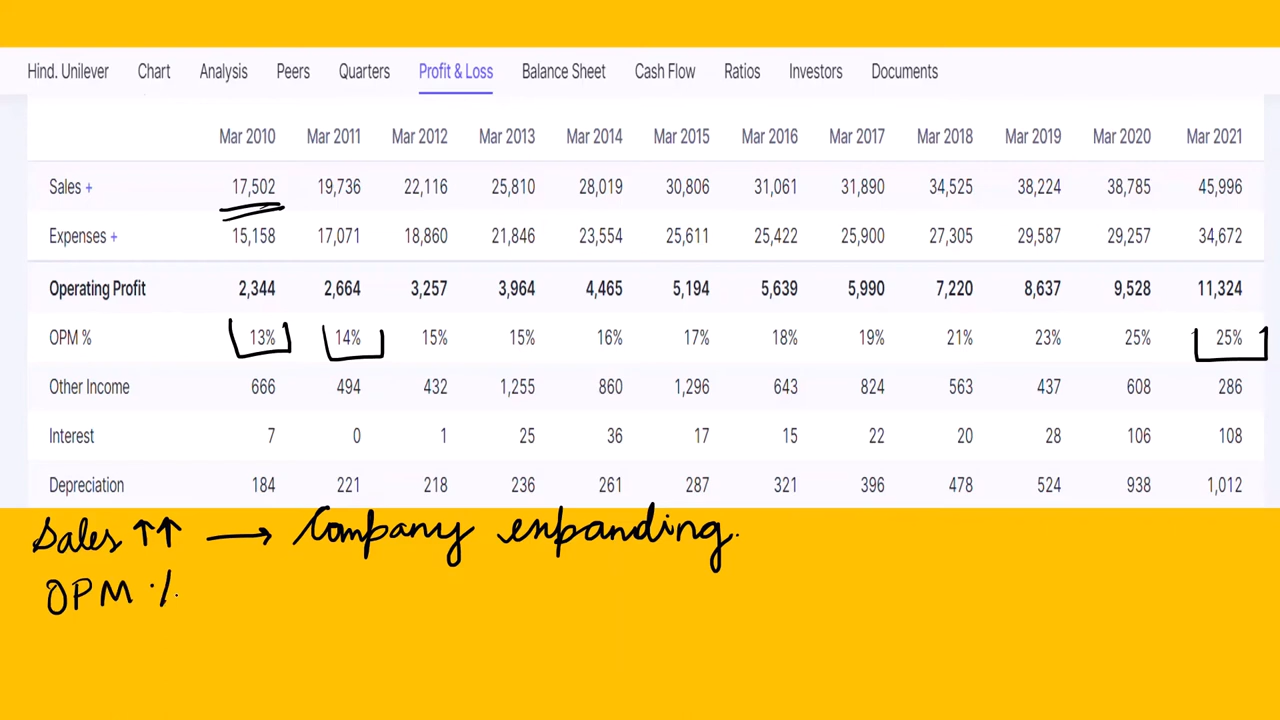 Hind. Unilever Chart Analysis Peers Quarters Profit & Loss Balance Sheet Cash Flow Ratios Investors Documents
Mar 2010 Mar 2011 Mar 2012 Mar 2013 Mar 2014 Mar 2015 Mar 2016 Mar 2017 Mar 2018 Mar 2019 Mar 2020 Mar 2021
Sales + 17,502 19,736 22,116 25,810 28,019 30,806 31,061 31,890 34,525 38,224 38,785 45,996
Expenses + 15,158 17,071 18,860 21,846 23,554 25,611 25,422 25,900 27,305 29,587 29,257 34,672
Operating Profit 2,344 2,664 3,257 3,964 4,465 5,194 5,639 5,990 7,220 8,637 9,528 11,324
OPM % 13% 14% 15% 15% 16% 17% 18% 19% 21% 23% 25% 25%
Other Income 666 494 432 1,255 860 1,296 643 824 563 437 608 286
Interest 7 0 1 25 36 17 15 22 20 28 106 108
Depreciation 184 221 218 236 261 287 321 396 478 524 938 1,012
Sales ↑↑ → Company expanding.
OPM %